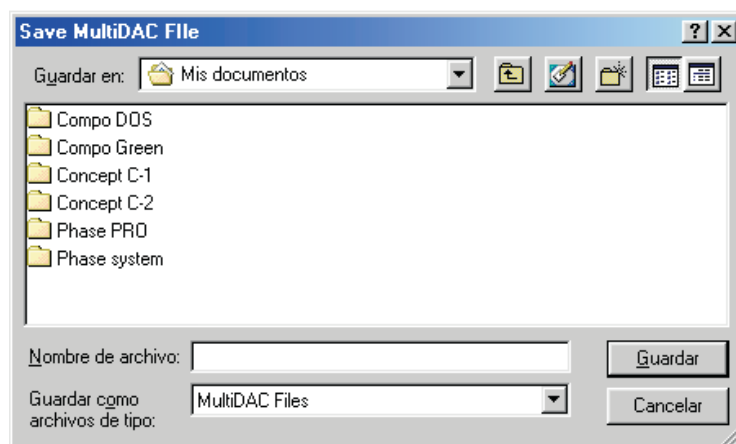 Save MultiDAC FIle
Guardar en: Mis documentos
Compo DOS
Compo Green
Concept C-1
Concept C-2
Phase PRO
Phase system
Nombre de archivo:
Guardar
Guardar como
archivos de tipo:
MultiDAC Files
Cancelar